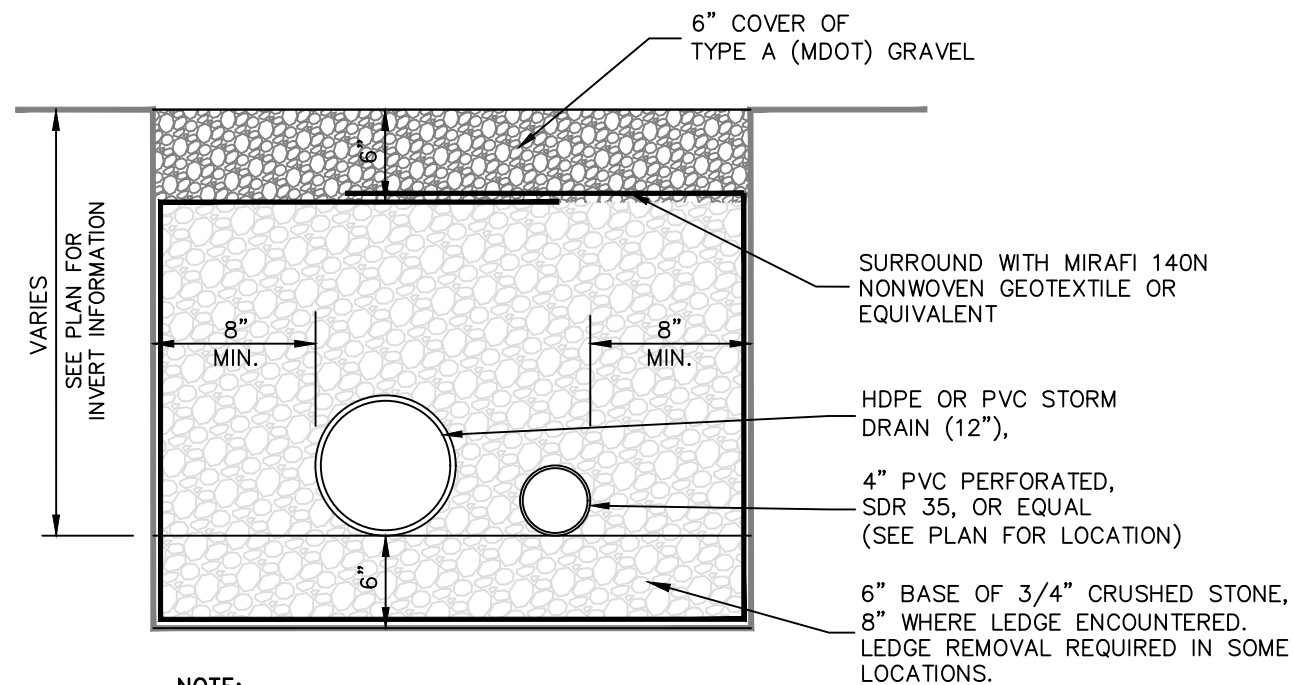 6” COVER OF
TYPE A (MDOT) GRAVEL
6”
VARIES
SEE PLAN FOR
INVERT INFORMATION
8”
MIN.
8”
MIN.
SURROUND WITH MIRAFI 140N
NONWOVEN GEOTEXTILE OR
EQUIVALENT
HDPE OR PVC STORM
DRAIN (12”),
4” PVC PERFORATED,
SDR 35, OR EQUAL
(SEE PLAN FOR LOCATION)
6”
6” BASE OF 3/4” CRUSHED STONE,
8” WHERE LEDGE ENCOUNTERED.
LEDGE REMOVAL REQUIRED IN SOME
LOCATIONS.
NOTE: